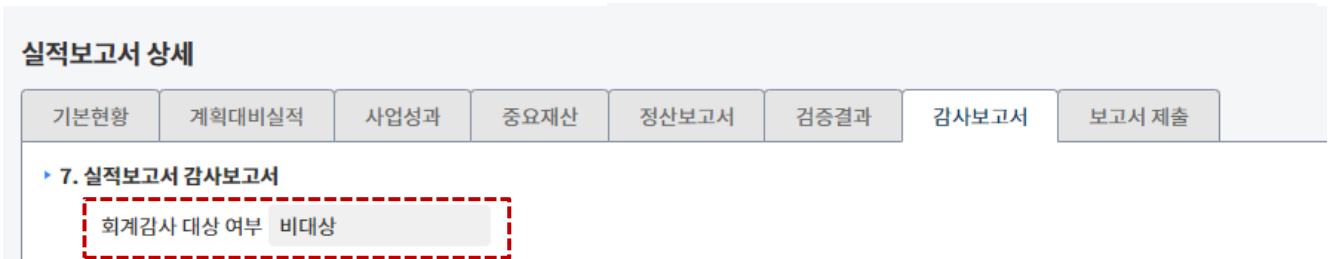 실적보고서 상세
기본현황 계획대비실적 사업성과 중요재산 정산보고서 검증결과 감사보고서 보고서 제출
7. 실적보고서 감사보고서
회계감사 대상 여부 비대상